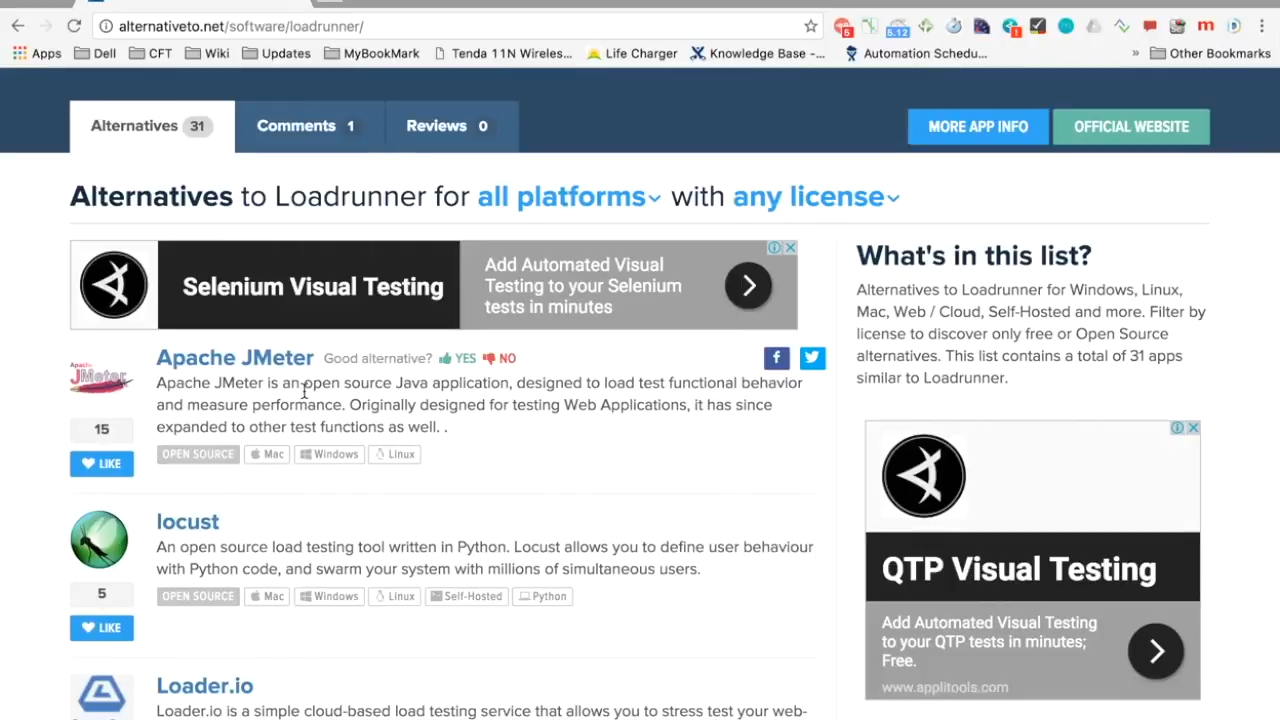 alternativeto.net/software/loadrunner/
5
5.12
Apps Dell CFT Wiki Updates MyBookMark Tenda 11N Wireles... Life Charger Knowledge Base -... Automation Schedu... » Other Bookmarks
Alternatives 31 Comments 1 Reviews 0 MORE APP INFO OFFICIAL WEBSITE
Alternatives to Loadrunner for all platforms with any license
Selenium Visual Testing
Add Automated Visual
Testing to your Selenium
tests in minutes
Apache JMeter Good alternative? YES NO
Apache
JMeter
Apache JMeter is an open source Java application, designed to load test functional behavior
and measure performance. Originally designed for testing Web Applications, it has since
expanded to other test functions as well. .
15
OPEN SOURCE Mac Windows Linux
LIKE
locust
An open source load testing tool written in Python. Locust allows you to define user behaviour
with Python code, and swarm your system with millions of simultaneous users.
5
OPEN SOURCE Mac Windows Linux Self-Hosted Python
LIKE
Loader.io
Loader.io is a simple cloud-based load testing service that allows you to stress test your web-
What's in this list?
Alternatives to Loadrunner for Windows, Linux,
Mac, Web / Cloud, Self-Hosted and more. Filter by
license to discover only free or Open Source
alternatives. This list contains a total of 31 apps
similar to Loadrunner.
QTP Visual Testing
Add Automated Visual Testing
to your QTP tests in minutes;
Free.
www.applitools.com